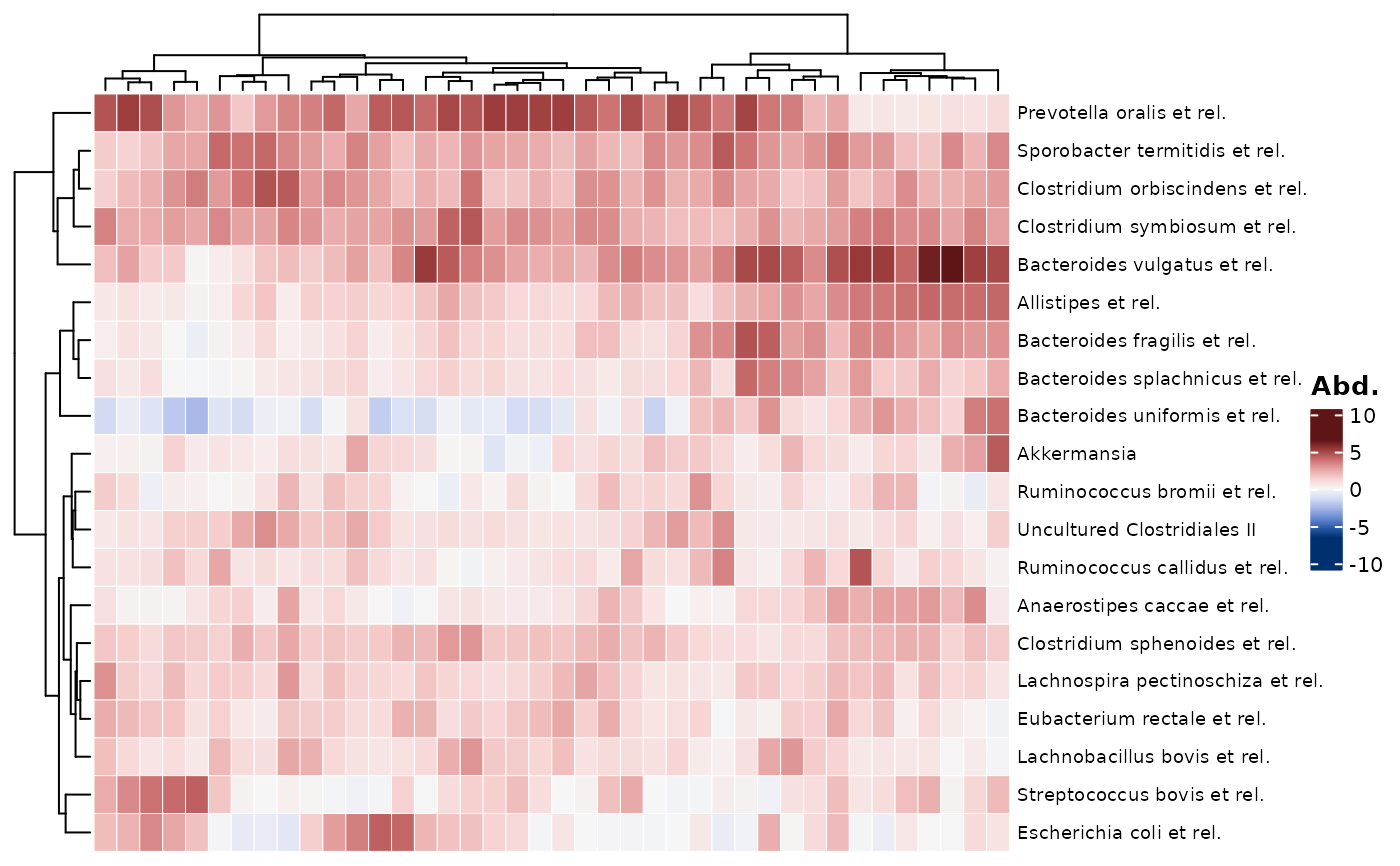 Prevotella oralis et rel.
Sporobacter termitidis et rel.
Clostridium orbiscindens et rel.
Clostridium symbiosum et rel.
Bacteroides vulgatus et rel.
Allistipes et rel.
Bacteroides fragilis et rel.
Bacteroides splachnicus et rel.
Bacteroides uniformis et rel.
Akkermansia
Ruminococcus bromii et rel.
Uncultured Clostridiales II
Ruminococcus callidus et rel.
Anaerostipes caccae et rel.
Clostridium sphenoides et rel.
Lachnospira pectinoschiza et rel.
Eubacterium rectale et rel.
Lachnobacillus bovis et rel.
Streptococcus bovis et rel.
Escherichia coli et rel.
Abd.
10
5
0
-5
-10